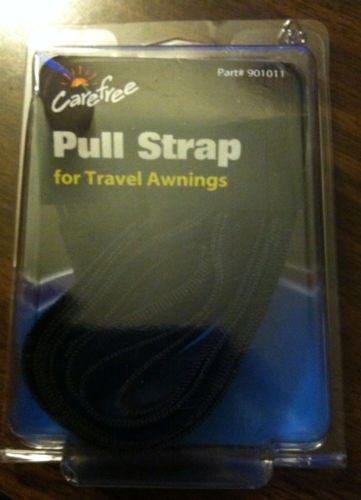 Part# 901011
Carefree
Pull Strap
for Travel Awnings